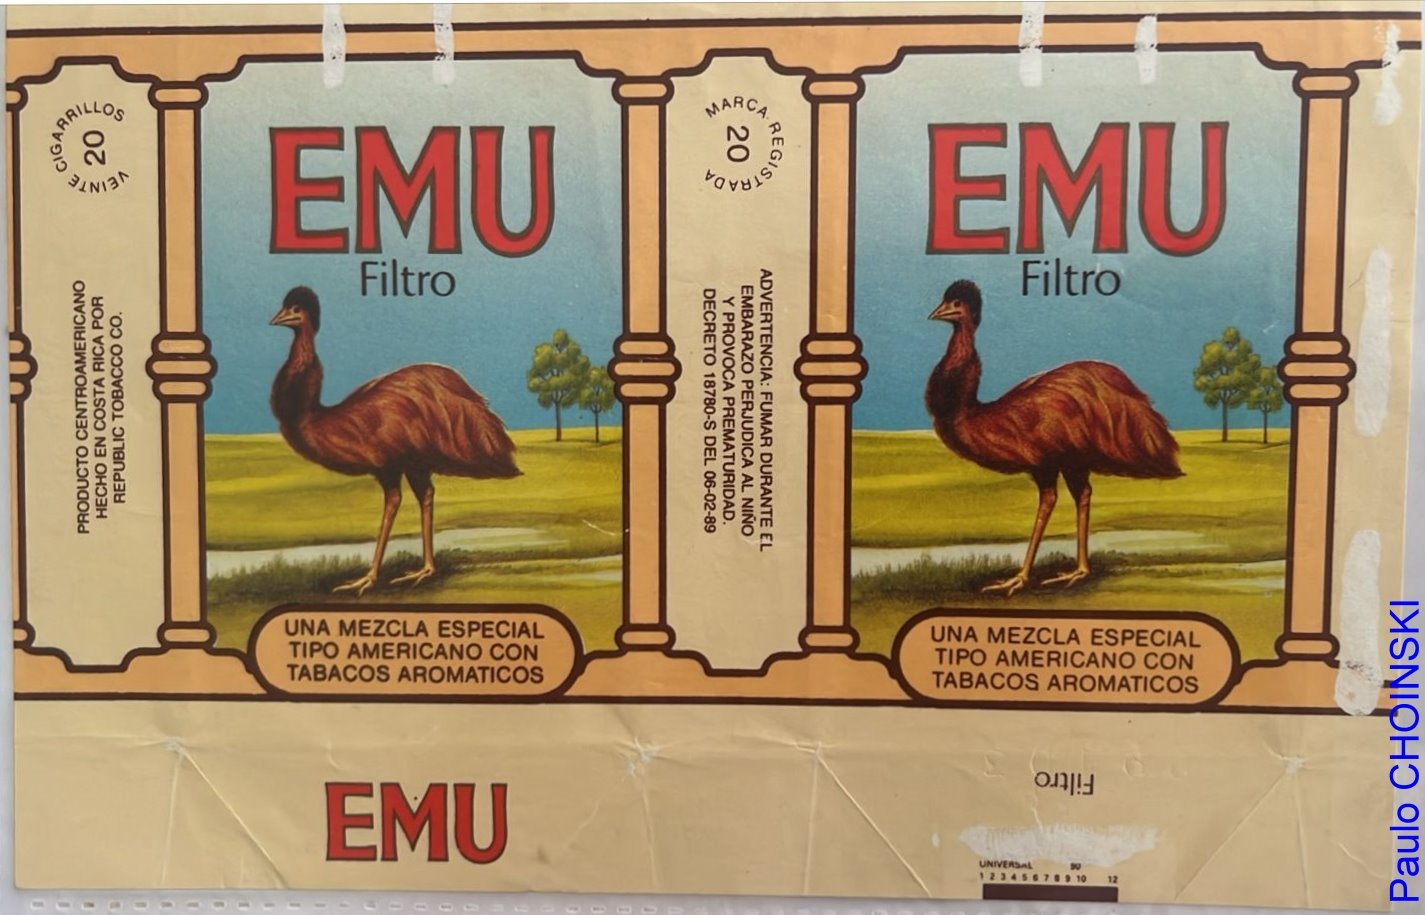 VEINTE CIGARRILLOS
20
PRODUCTO CENTROAMERICANO
HECHO EN COSTA RICA POR
REPUBLIC TOBACCO CO.
EMU
Filtro
UNA MEZCLA ESPECIAL
TIPO AMERICANO CON
TABACOS AROMATICOS
MARCA REGISTRADA
20
ADVERTENCIA: FUMAR DURANTE EL
EMBARAZO PERJUDICA AL NIÑO
Y PROVOCA PREMATURIDAD.
DECRETO 18780-S DEL 06-02-89
EMU
Filtro
UNA MEZCLA ESPECIAL
TIPO AMERICANO CON
TABACOS AROMATICOS
EMU
Filtro
UNIVERSAL 90
1 2 3 4 5 6 7 8 9 10 12
Paulo CHOINSKI